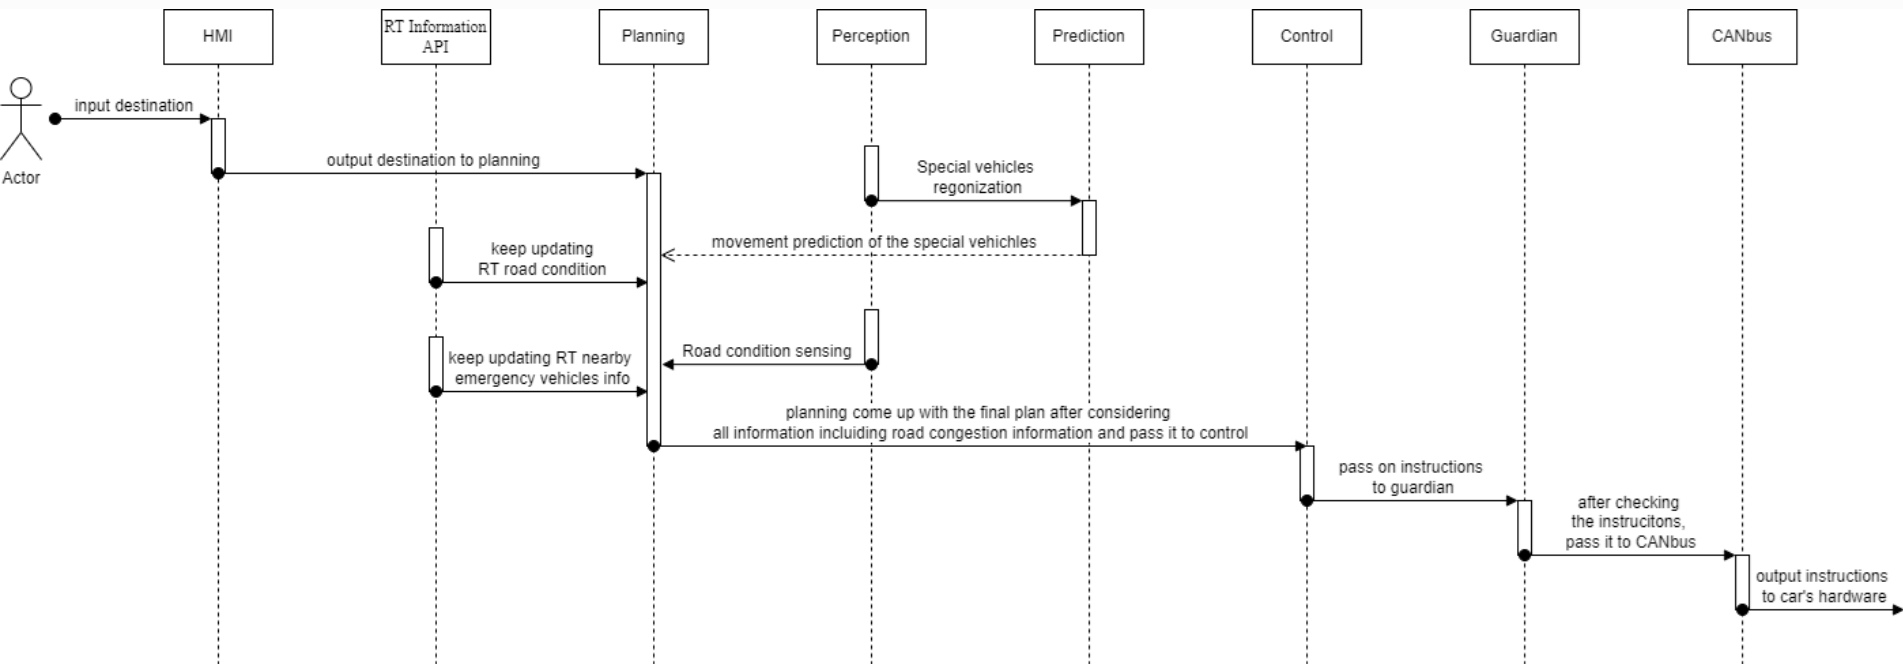 HMI
RT Information
API
Planning
Perception
Prediction
Control
Guardian
CANbus
input destination
Actor
output destination to planning
Special vehicles
regonization
movement prediction of the special vehichles
keep updating
RT road condition
Road condition sensing
keep updating RT nearby
emergency vehicles info
planning come up with the final plan after considering
all information incluiding road congestion information and pass it to control
pass on instructions
to guardian
after checking
the instrucitons,
pass it to CANbus
output instructions
to car's hardware